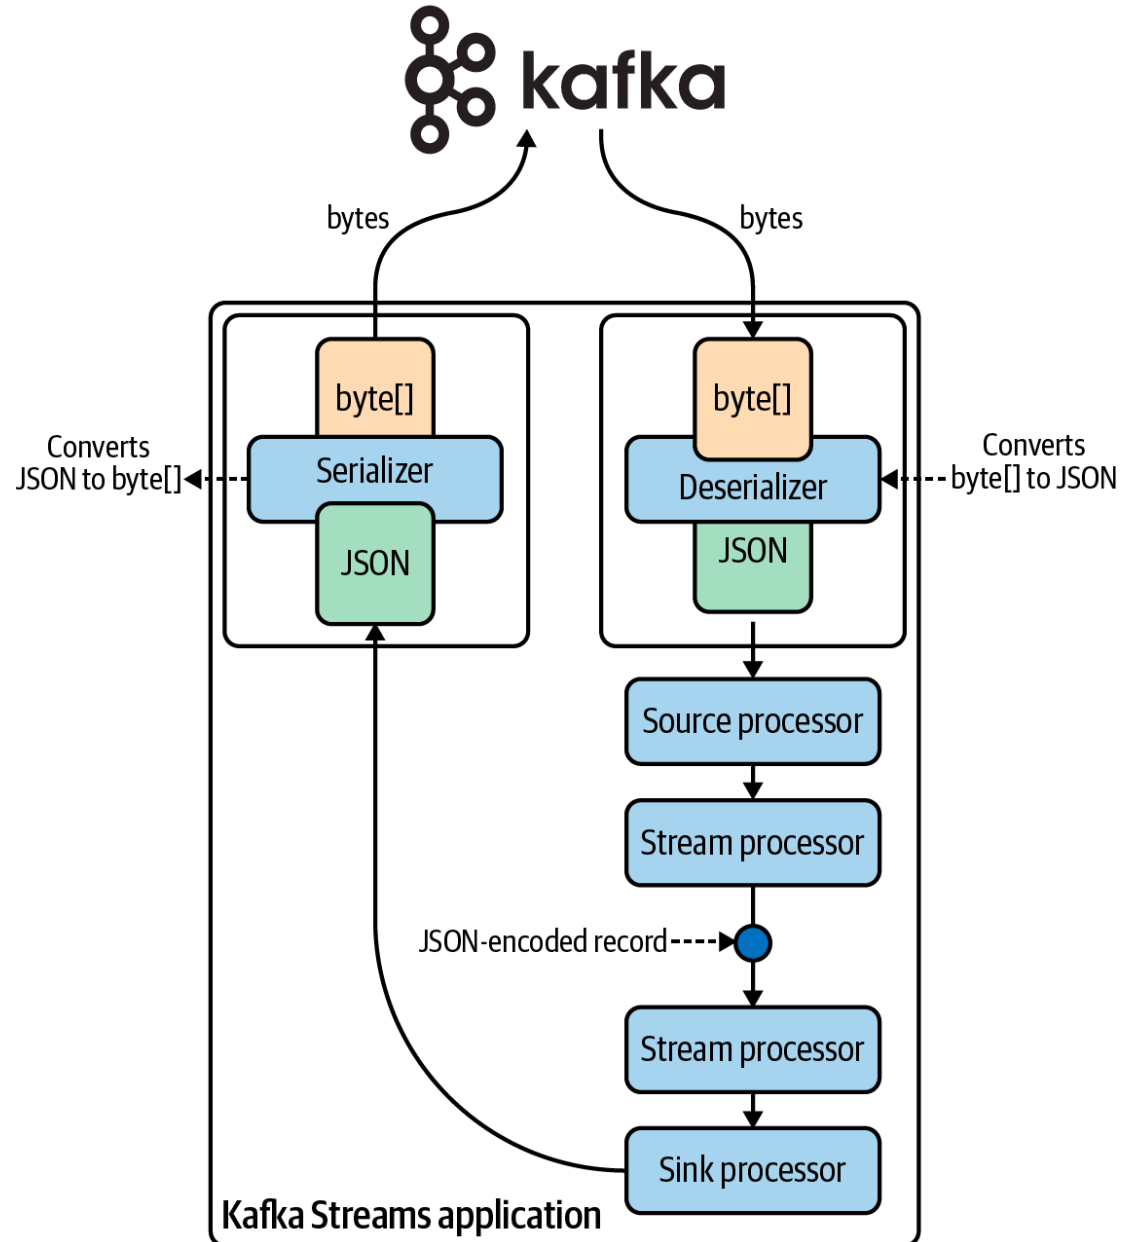 kafka
bytes
bytes
byte[]
byte[]
Converts
JSON to byte[]
Serializer
Deserializer
Converts
byte[] to JSON
JSON
JSON
Source processor
Stream processor
JSON-encoded record
Stream processor
Sink processor
Kafka Streams application